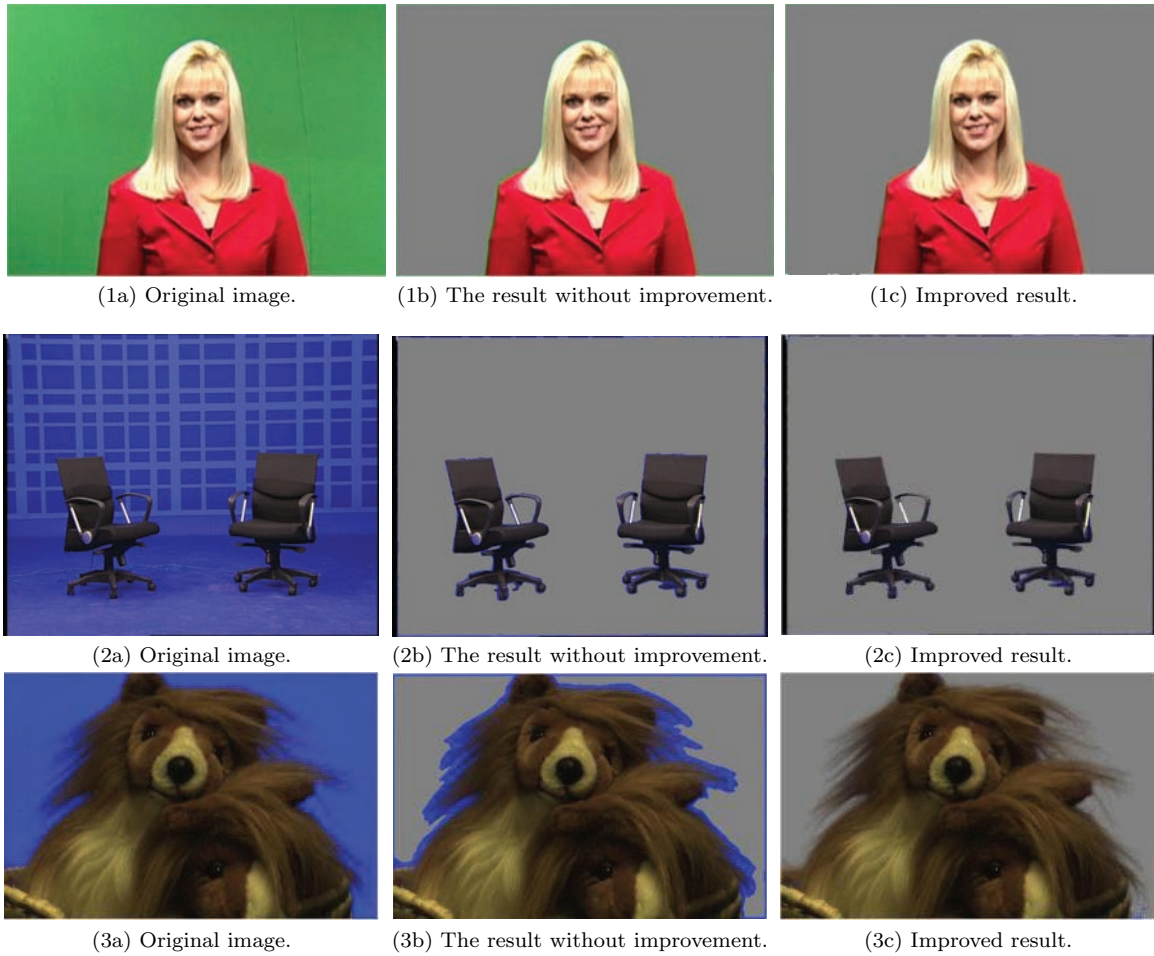 (1a) Original image.
(1b) The result without improvement.
(1c) Improved result.
(2a) Original image.
(2b) The result without improvement.
(2c) Improved result.
(3a) Original image.
(3b) The result without improvement.
(3c) Improved result.